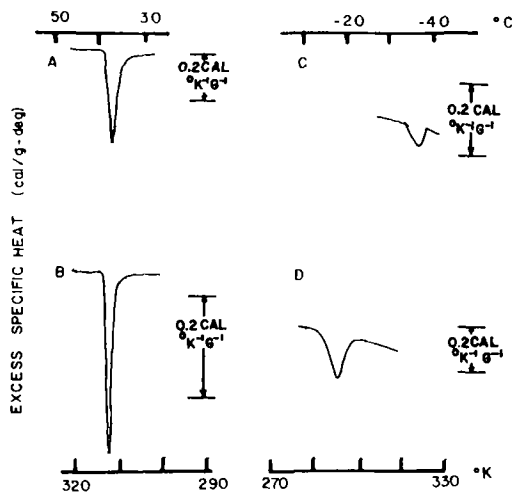 50 30 -20 -40 °C
A
0.2 CAL
°K⁻¹G⁻¹
C
0.2 CAL
°K⁻¹G⁻¹
EXCESS SPECIFIC HEAT (cal/g-deg)
B
0.2 CAL
°K⁻¹G⁻¹
D
0.2 CAL
°K⁻¹G⁻¹
320 290 270 330 °K